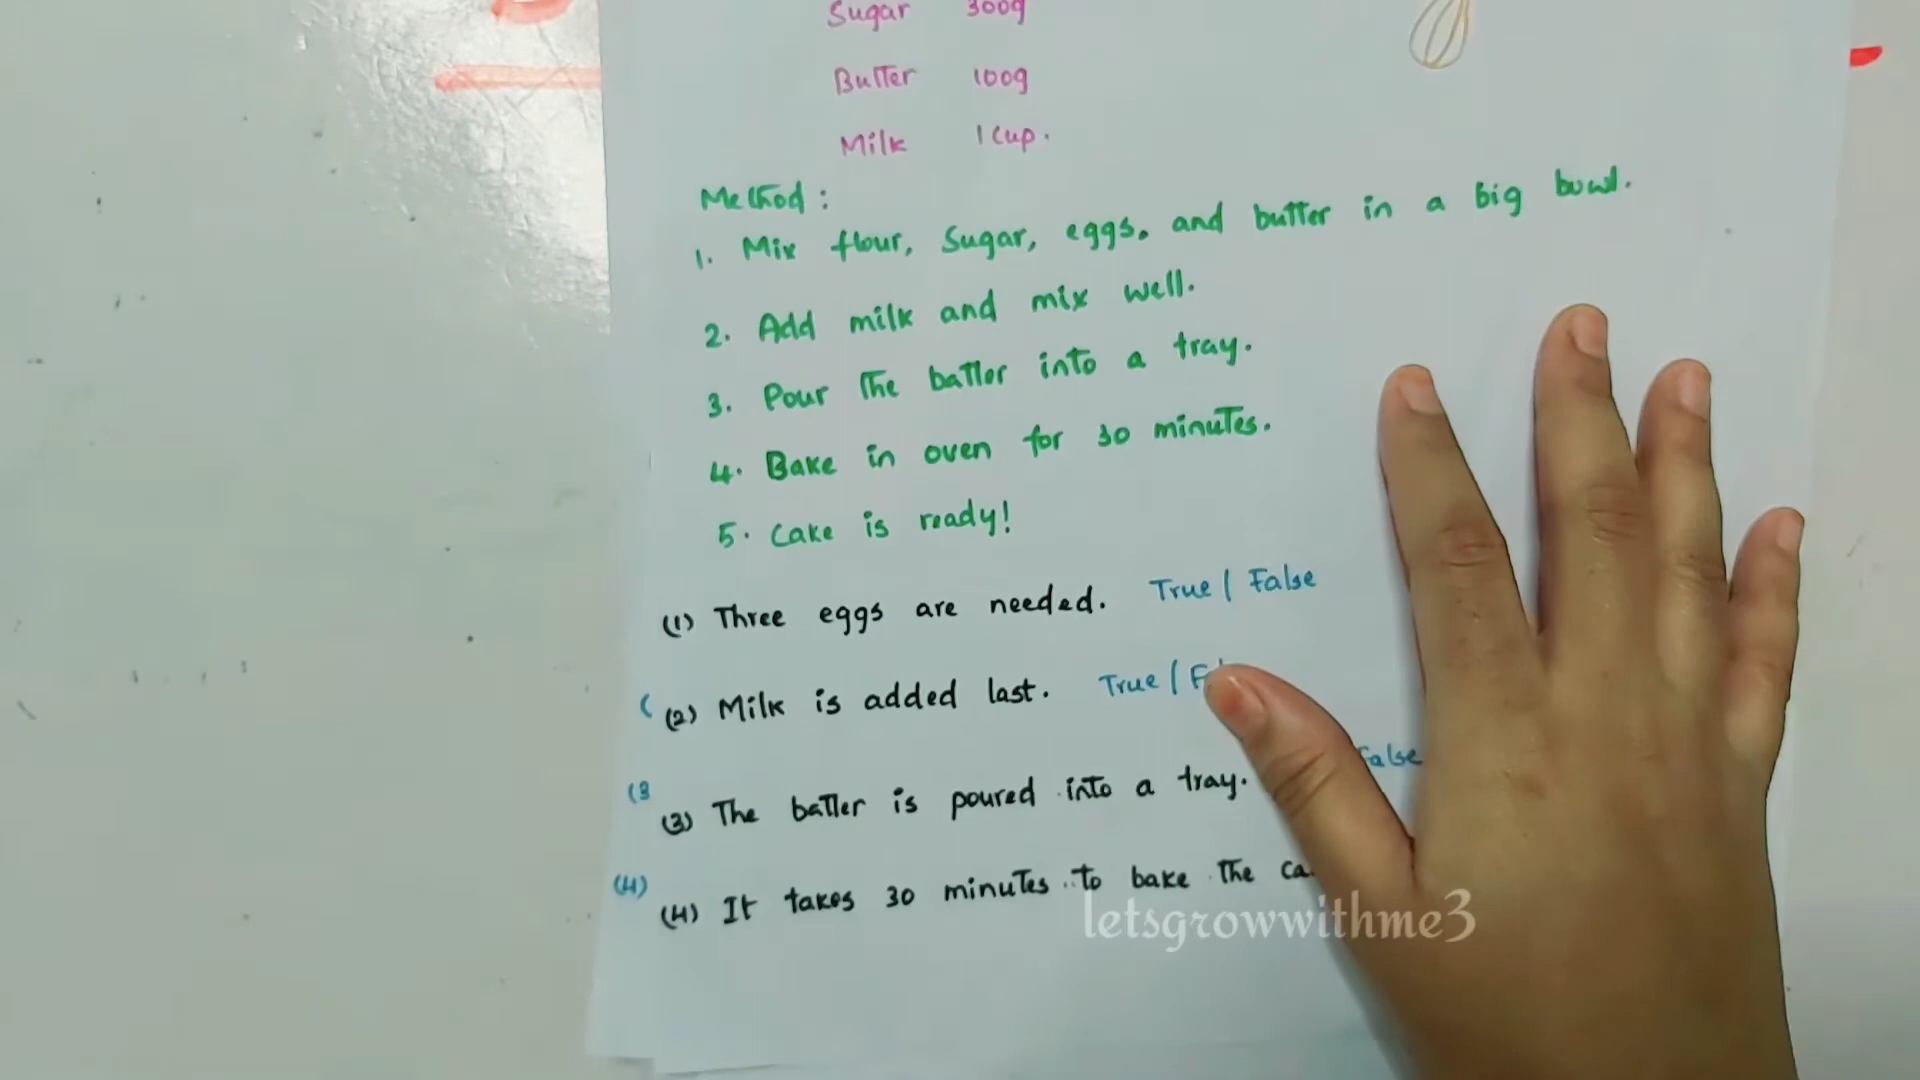 Sugar 300g
Butter 100g
Milk 1 cup.
Method :
1. Mix flour, Sugar, eggs, and butter in a big bowl.
2. Add milk and mix well.
3. Pour the batter into a tray.
4. Bake in oven for 30 minutes.
5. Cake is ready!
(1) Three eggs are needed. True / False
(2) Milk is added last. True / F
(3) The batter is poured into a tray. False
(4) It takes 30 minutes to bake the ca
letsgrowwithme3